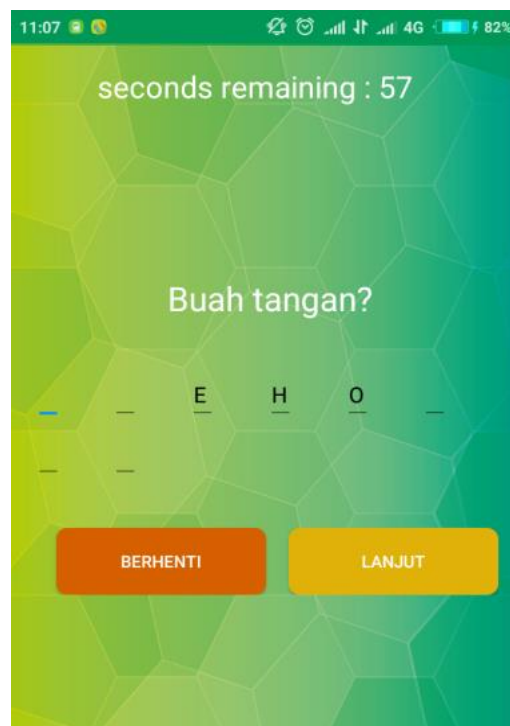 11:07 4G 82%
seconds remaining : 57
Buah tangan?
_ _ E H O _
_ _
BERHENTI LANJUT